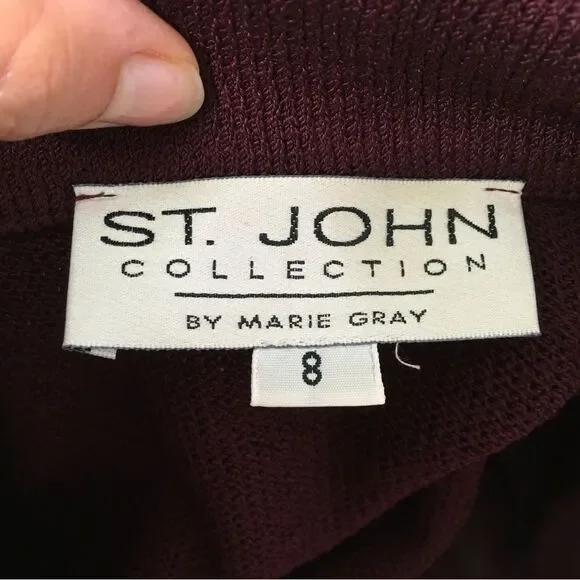 ST. JOHN
COLLECTION
BY MARIE GRAY
8